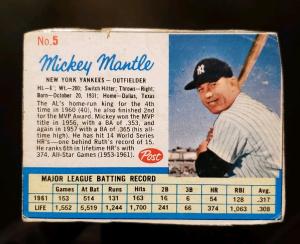 No. 5
Mickey Mantle
NEW YORK YANKEES — OUTFIELDER
Ht.—6'; Wt.—200; Switch Hitter; Throws—Right;
Born—October 20, 1931; Home—Dallas, Texas
The AL's home-run king for the 4th
time in 1960 (40), he also finished 2nd
for the MVP Award. Mickey won the MVP
title in 1956, with a BA of .353, and
again in 1957 with a BA of .365 (his all-
time high). He has hit 14 World Series
HR's—one behind Ruth's record of 15.
He ranks 6th in lifetime HR's with
374. All-Star Games (1953-1961).
Post
MAJOR LEAGUE BATTING RECORD
Games At Bat Runs Hits 2B 3B HR RBI Avg.
1961 153 514 131 163 16 6 54 128 .317
LIFE 1,552 5,519 1,244 1,700 241 66 374 1,063 .308